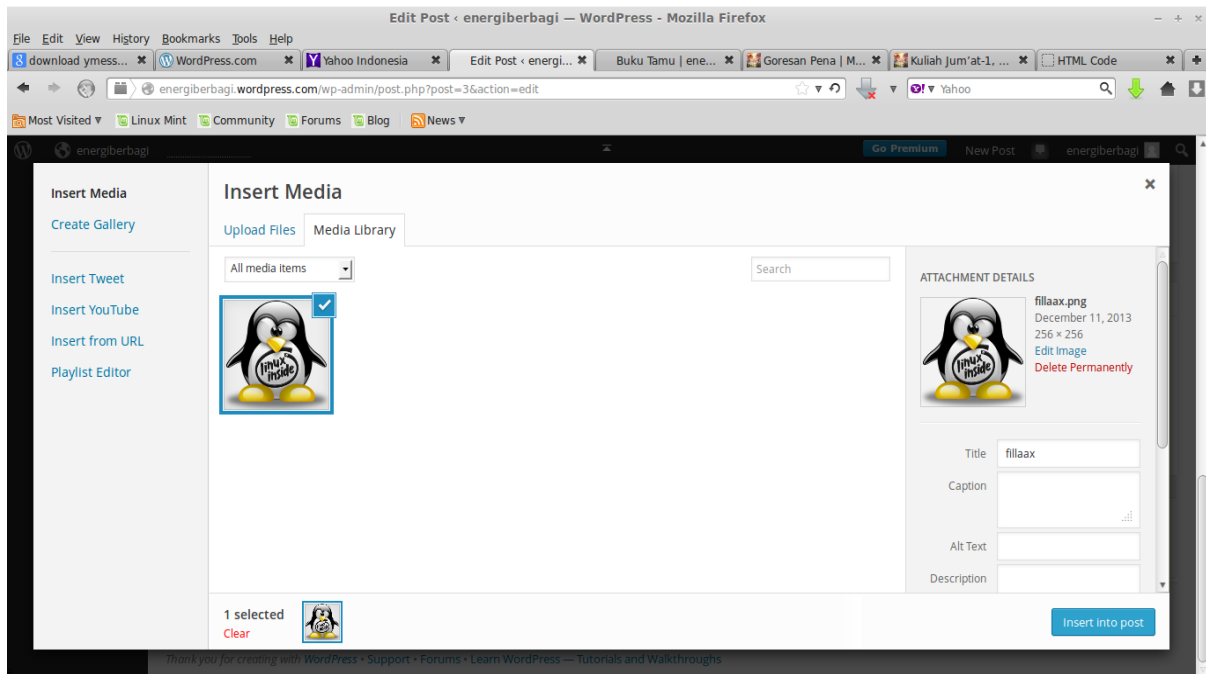 Edit Post ‹ energiberbagi — WordPress - Mozilla Firefox
File Edit View History Bookmarks Tools Help
download ymess... WordPress.com Yahoo Indonesia Edit Post ‹ energi... Buku Tamu | ene... Goresan Pena | M... Kuliah Jum'at-1, ... HTML Code
energiberbagi.wordpress.com/wp-admin/post.php?post=3&action=edit Yahoo
Most Visited Linux Mint Community Forums Blog News
energiberbagi Go Premium New Post energiberbagi
Insert Media
Create Gallery
Insert Tweet
Insert YouTube
Insert from URL
Playlist Editor
Insert Media
Upload Files Media Library
All media items Search
linux
inside
1 selected
Clear
ATTACHMENT DETAILS
linux
inside
fillaax.png
December 11, 2013
256 × 256
Edit Image
Delete Permanently
Title fillaax
Caption
Alt Text
Description
Insert into post
Thank you for creating with WordPress • Support • Forums • Learn WordPress — Tutorials and Walkthroughs